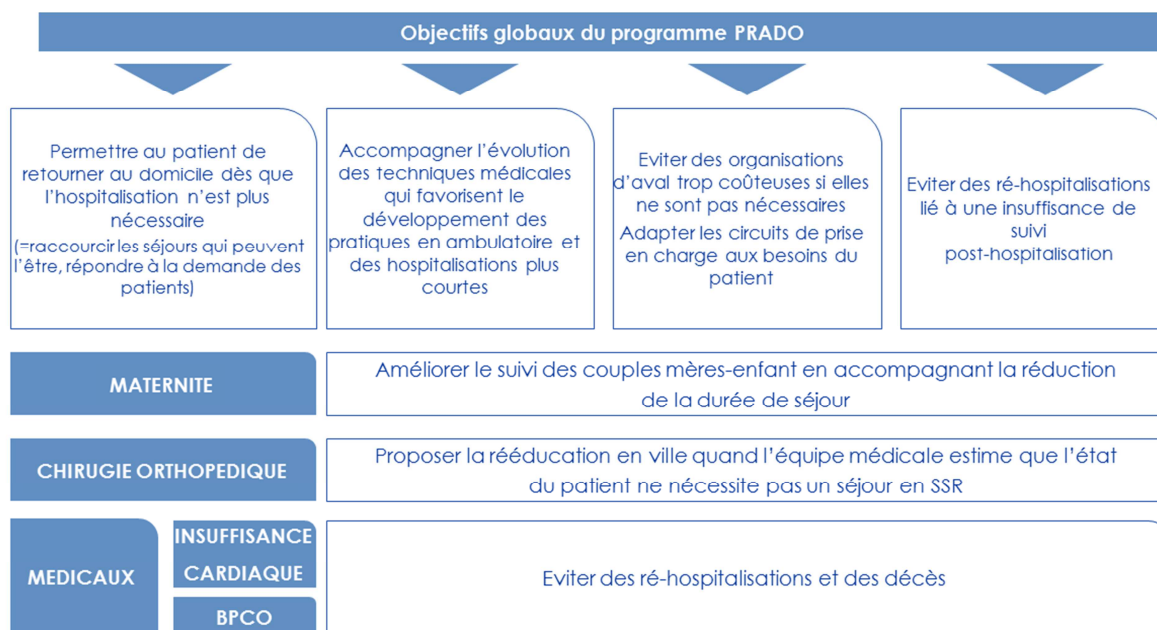 Objectifs globaux du programme PRADO
Permettre au patient de
retourner au domicile dès que
l'hospitalisation n'est plus
nécessaire
(=raccourcir les séjours qui peuvent
l'être, répondre à la demande des
patients)
Accompagner l'évolution
des techniques médicales
qui favorisent le
développement des
pratiques en ambulatoire et
des hospitalisations plus
courtes
Eviter des organisations
d'aval trop coûteuses si elles
ne sont pas nécessaires
Adapter les circuits de prise
en charge aux besoins du
patient
Eviter des ré-hospitalisations
lié à une insuffisance de
suivi
post-hospitalisation
MATERNITE
Améliorer le suivi des couples mères-enfant en accompagnant la réduction
de la durée de séjour
CHIRUGIE ORTHOPEDIQUE
Proposer la rééducation en ville quand l'équipe médicale estime que l'état
du patient ne nécessite pas un séjour en SSR
MEDICAUX
INSUFFISANCE
CARDIAQUE
BPCO
Eviter des ré-hospitalisations et des décès